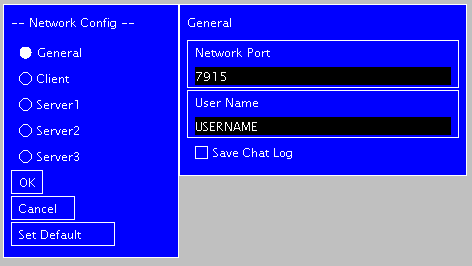 -- Network Config --
General
Client
Server1
Server2
Server3
OK
Cancel
Set Default
General
Network Port
7915
User Name
USERNAME
Save Chat Log